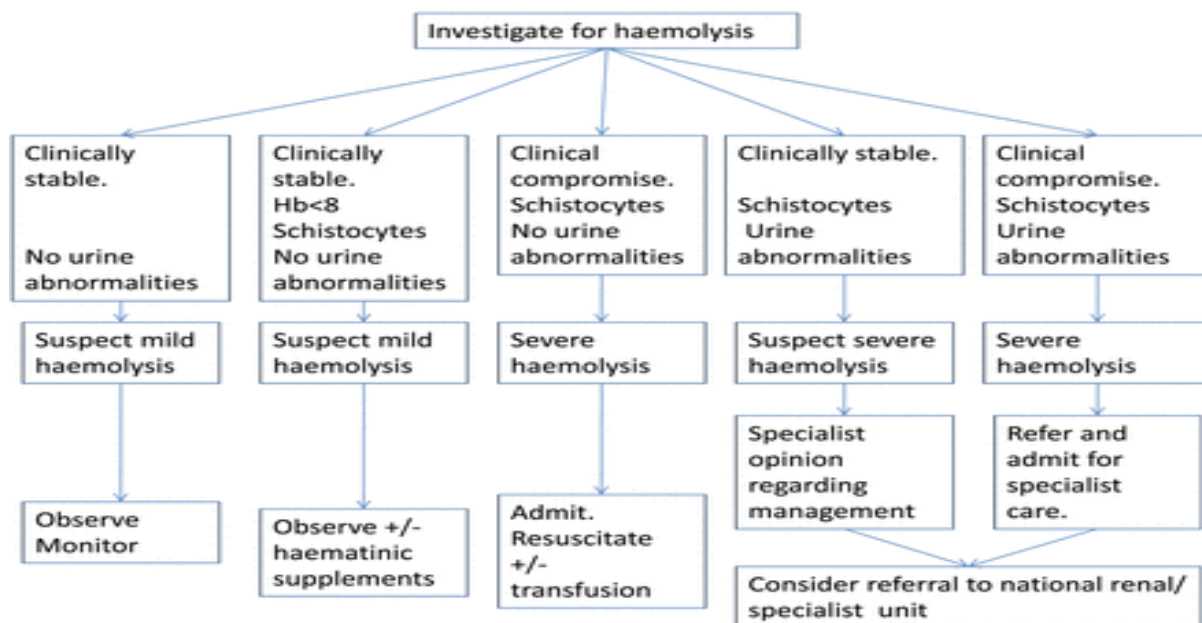 Investigate for haemolysis
Clinically
stable.
No urine
abnormalities
Clinically
stable.
Hb<8
Schistocytes
No urine
abnormalities
Clinical
compromise.
Schistocytes
No urine
abnormalities
Clinically stable.
Schistocytes
Urine
abnormalities
Clinical
compromise.
Schistocytes
Urine
abnormalities
Suspect mild
haemolysis
Suspect mild
haemolysis
Severe
haemolysis
Suspect severe
haemolysis
Severe
haemolysis
Observe
Monitor
Observe +/-
haematinic
supplements
Admit.
Resuscitate
+/-
transfusion
Specialist
opinion
regarding
management
Refer and
admit for
specialist
care.
Consider referral to national renal/
specialist unit